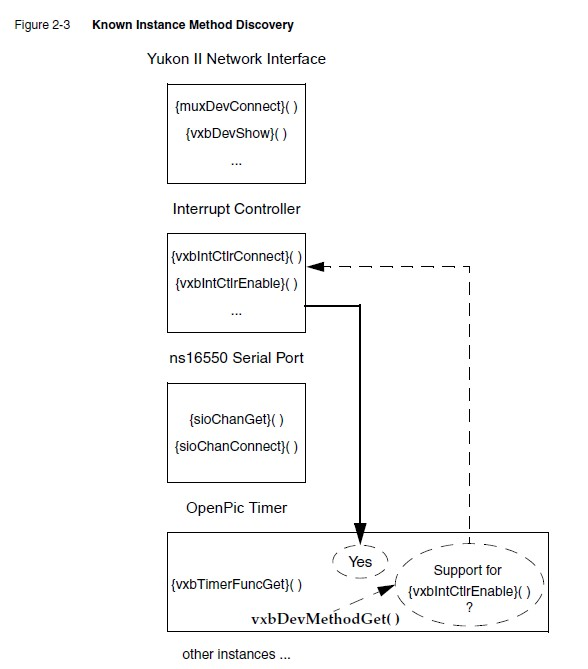 Figure 2-3 Known Instance Method Discovery
Yukon II Network Interface
{muxDevConnect}( )
{vxbDevShow}( )
...
Interrupt Controller
{vxbIntCtlrConnect}( )
{vxbIntCtlrEnable}( )
...
ns16550 Serial Port
{sioChanGet}( )
{sioChanConnect}( )
OpenPic Timer
Yes
Support for
{vxbTimerFuncGet}( )
{vxbIntCtlrEnable}( )
?
vxbDevMethodGet( )
other instances ...